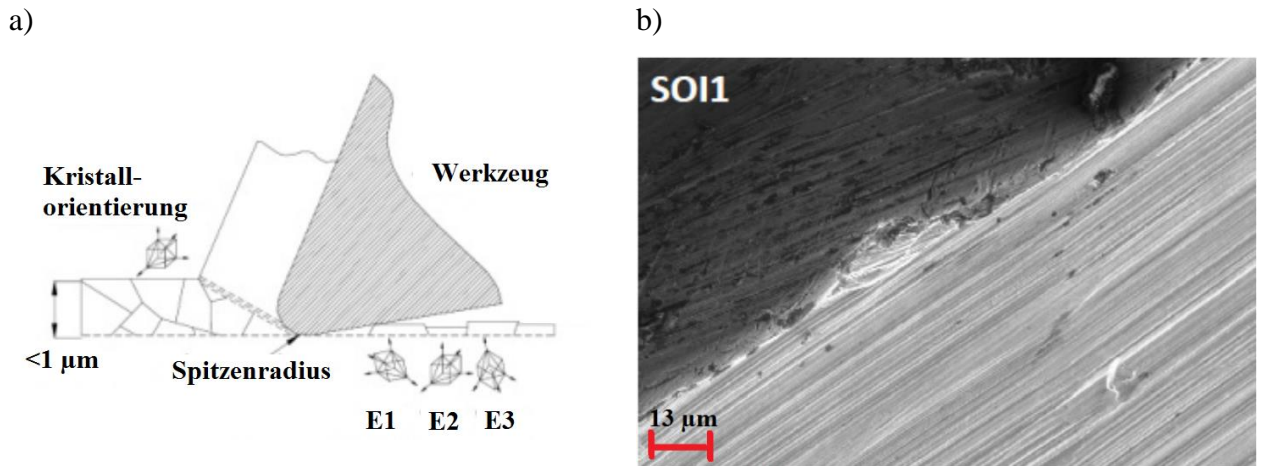 a)
b)
SOI1
Kristall-
orientierung
Werkzeug
<1 µm
Spitzenradius
E1 E2 E3
13 µm